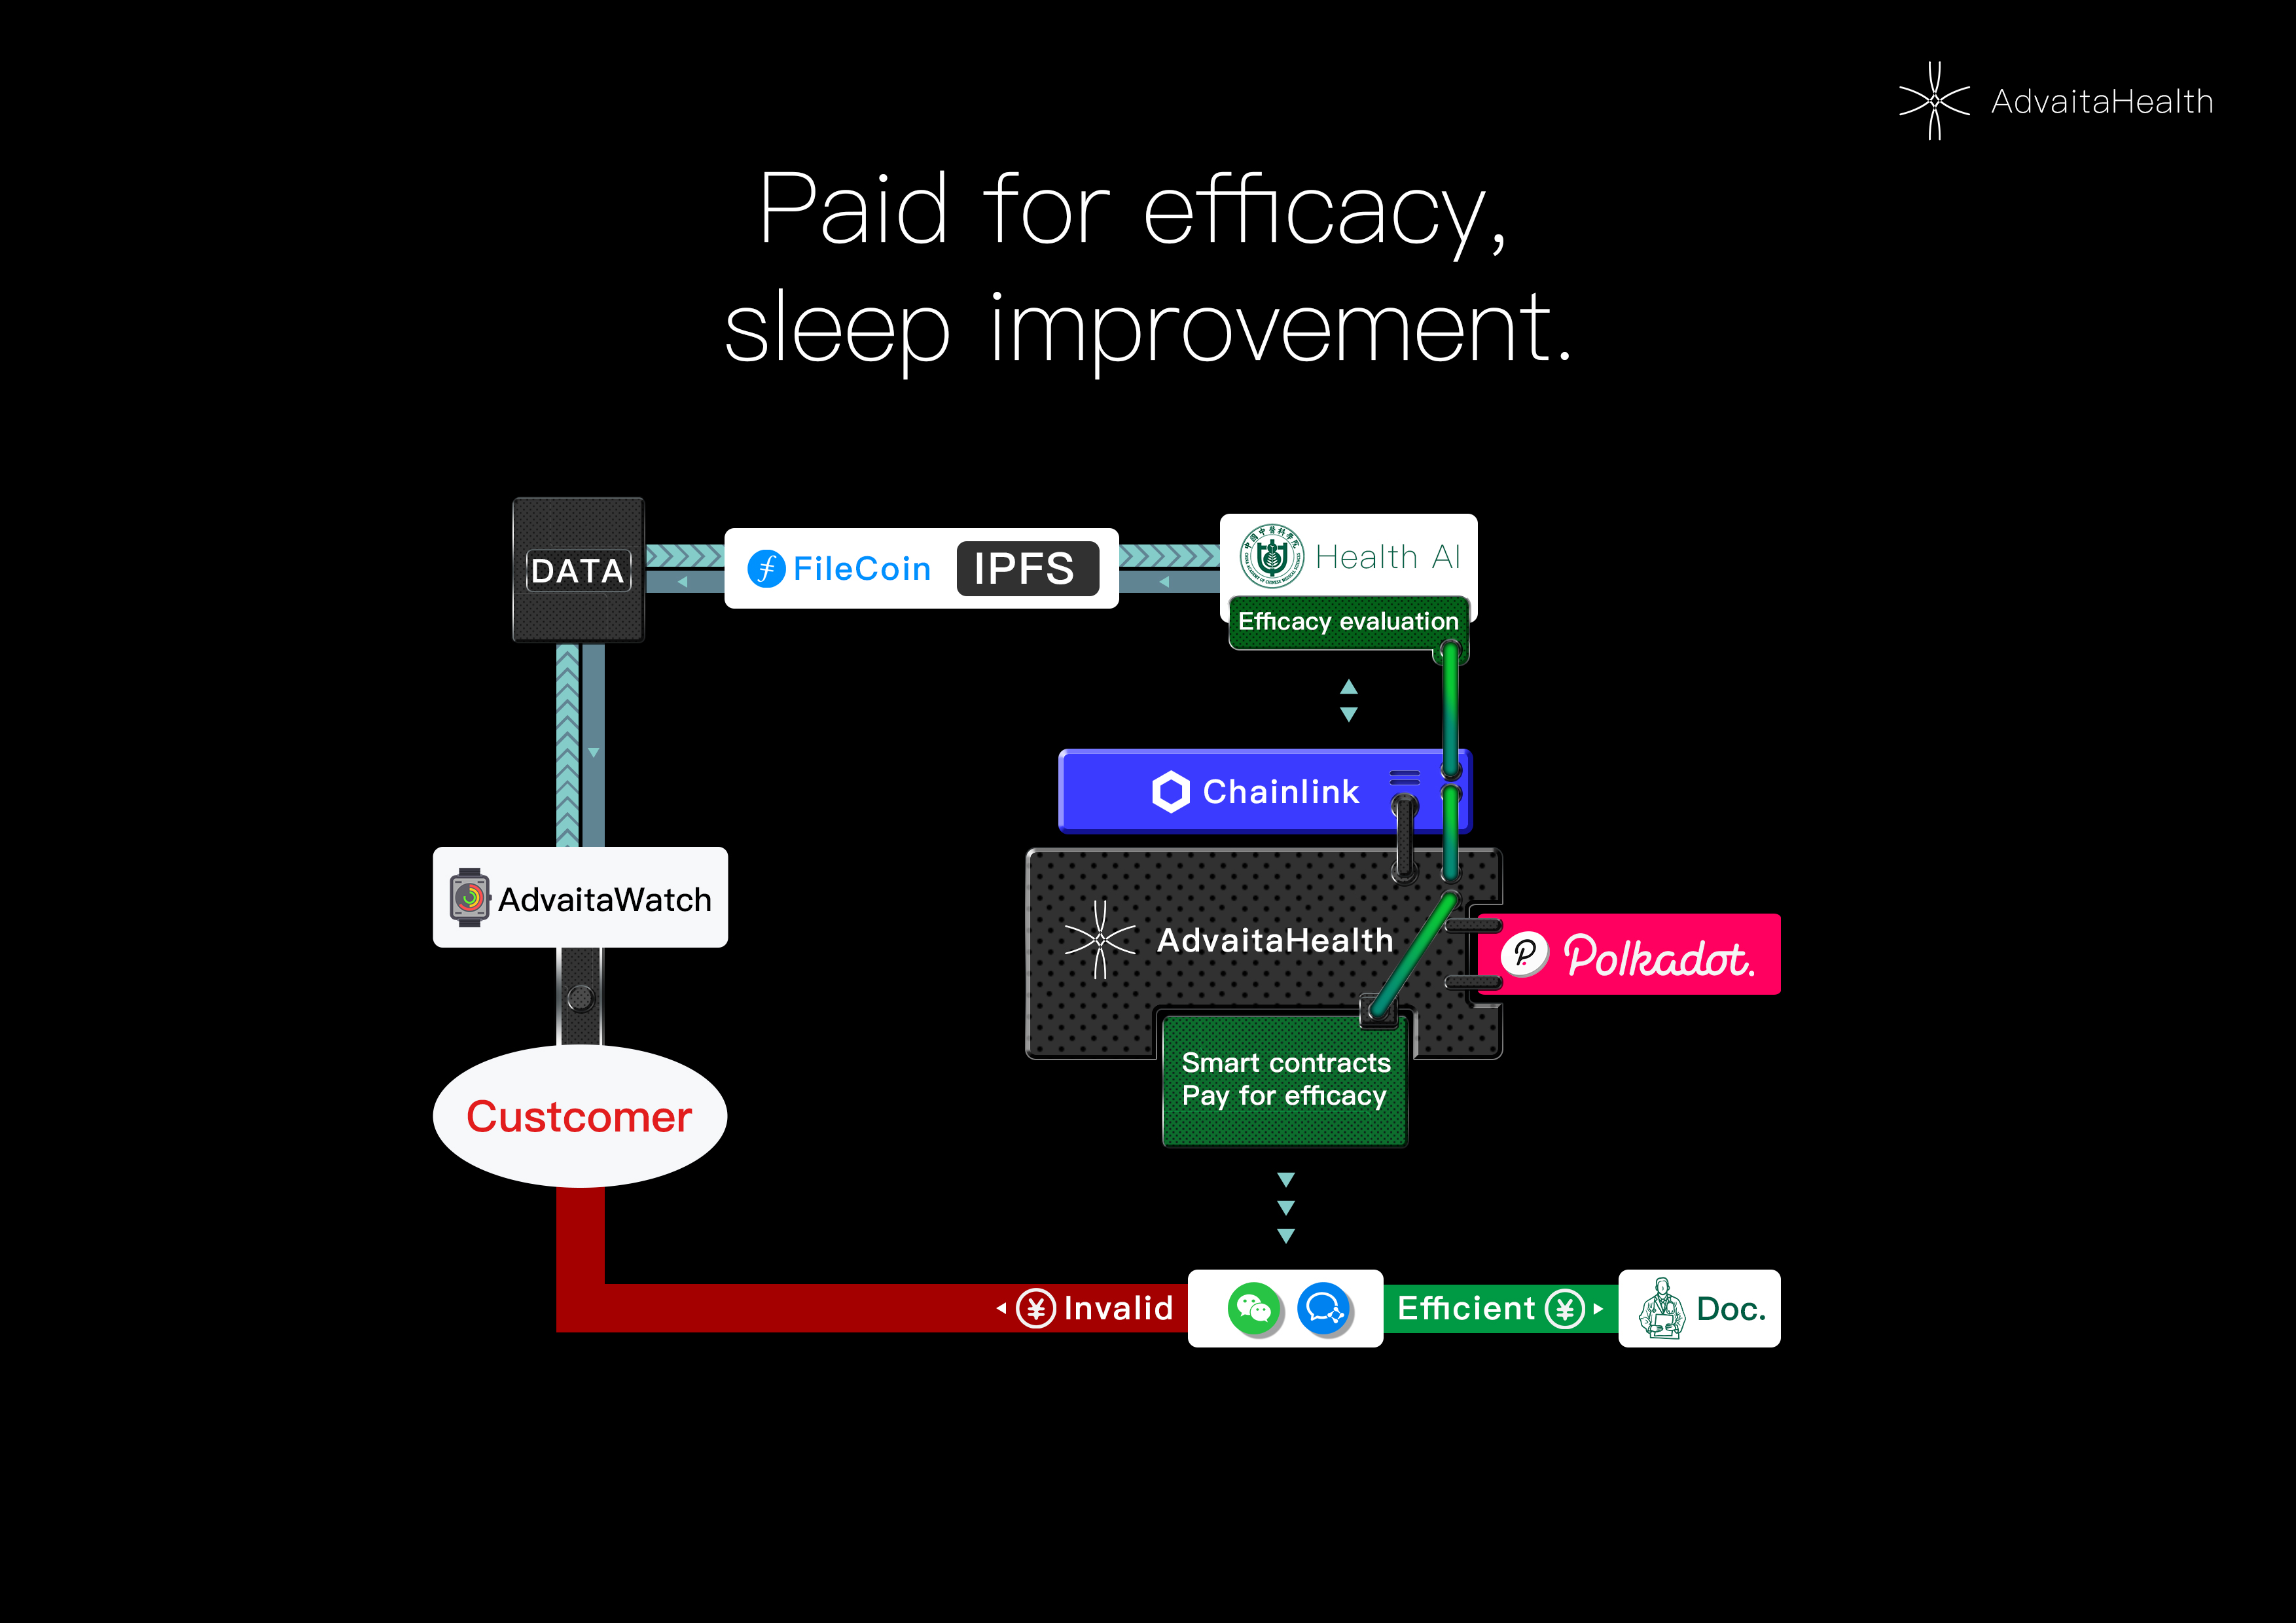 AdvaitaHealth
Paid for efficacy,
sleep improvement.
DATA
FileCoin
IPFS
Health AI
Efficacy evaluation
Chainlink
AdvaitaWatch
AdvaitaHealth
Polkadot.
Smart contracts
Pay for efficacy
Custcomer
¥ Invalid
Efficient ¥
Doc.